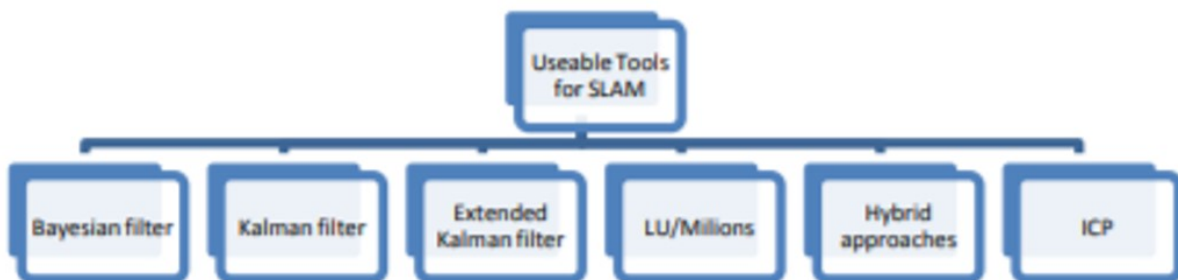 Useable Tools
for SLAM
Bayesian filter
Kalman filter
Extended
Kalman filter
LU/Milions
Hybrid
approaches
ICP